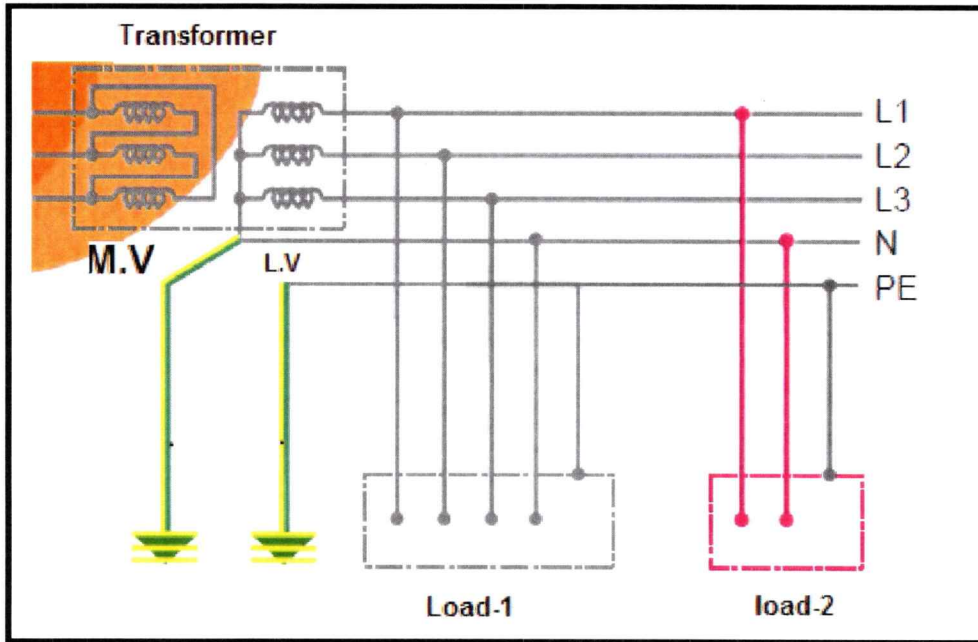 Transformer
L1
L2
L3
M.V
L.V
N
PE
Load-1
load-2